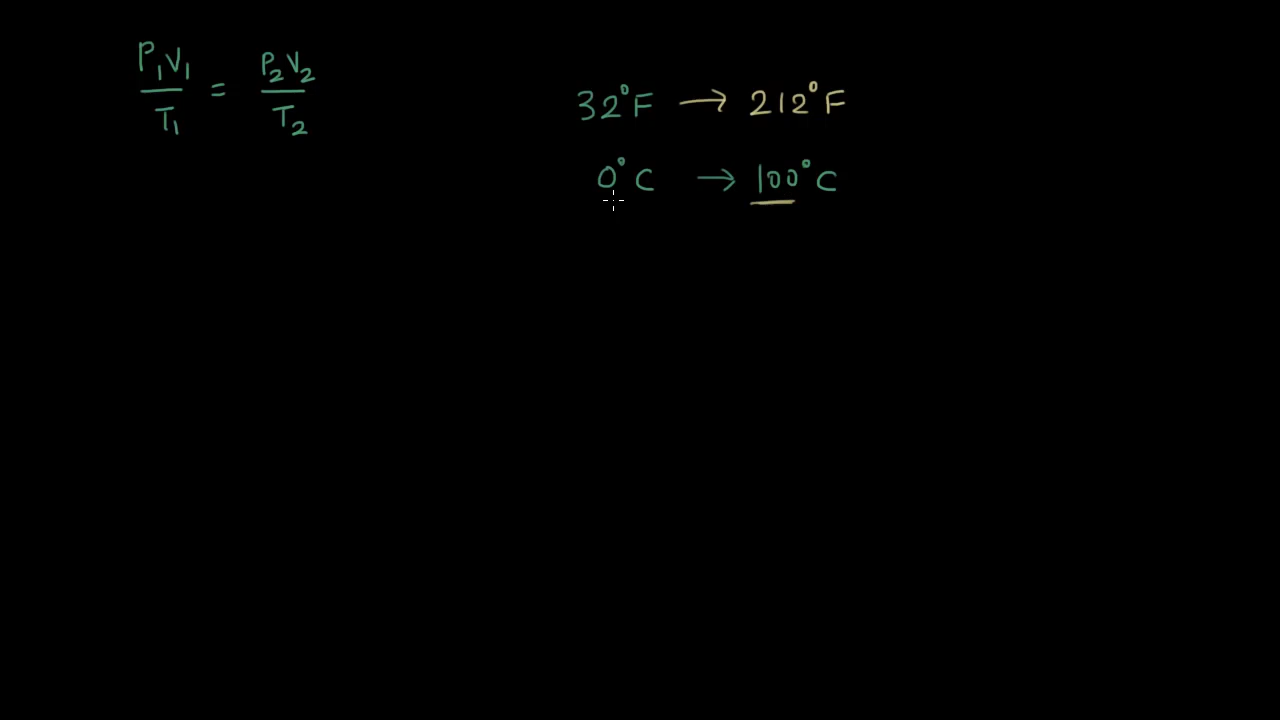 P₁V₁/T₁ = P₂V₂/T₂
32°F → 212°F
0°C → 100°C